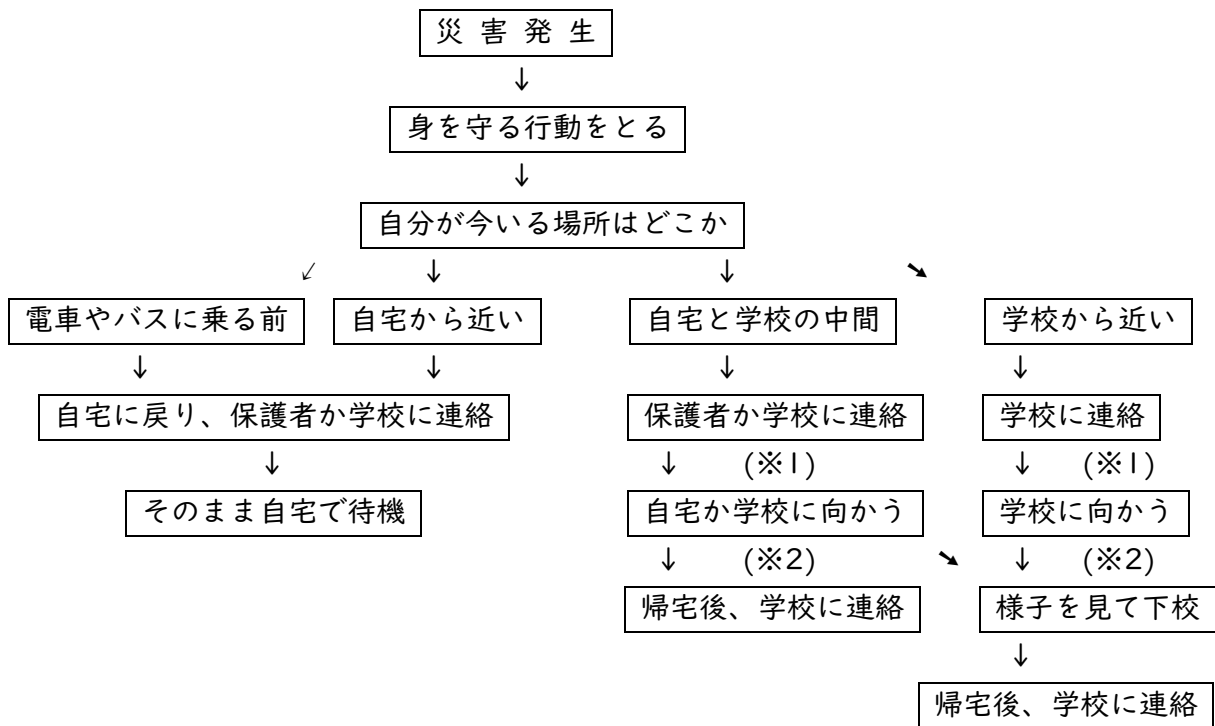 災 害 発 生
↓
身を守る行動をとる
↓
自分が今いる場所はどこか
↙ ↓ ↓ ➘
電車やバスに乗る前 自宅から近い 自宅と学校の中間 学校から近い
↓ ↓ ↓ ↓
自宅に戻り、保護者か学校に連絡 保護者か学校に連絡 学校に連絡
↓ ↓ (※1) ↓ (※1)
そのまま自宅で待機 自宅か学校に向かう 学校に向かう
↓ (※2) ➘ ↓ (※2)
帰宅後、学校に連絡 様子を見て下校
↓
帰宅後、学校に連絡